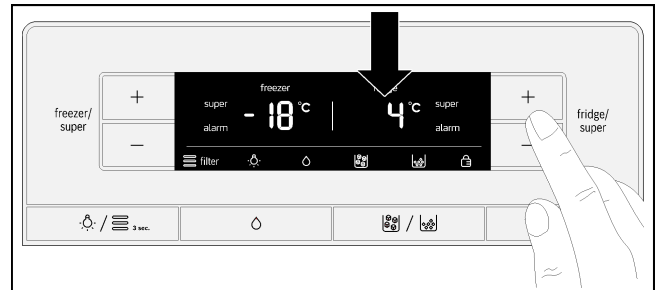 freezer
super
-18 °C
alarm
4 °C super
alarm
filter
freezer/
super
+
−
+
−
fridge/
super
/ 3 sec.
/